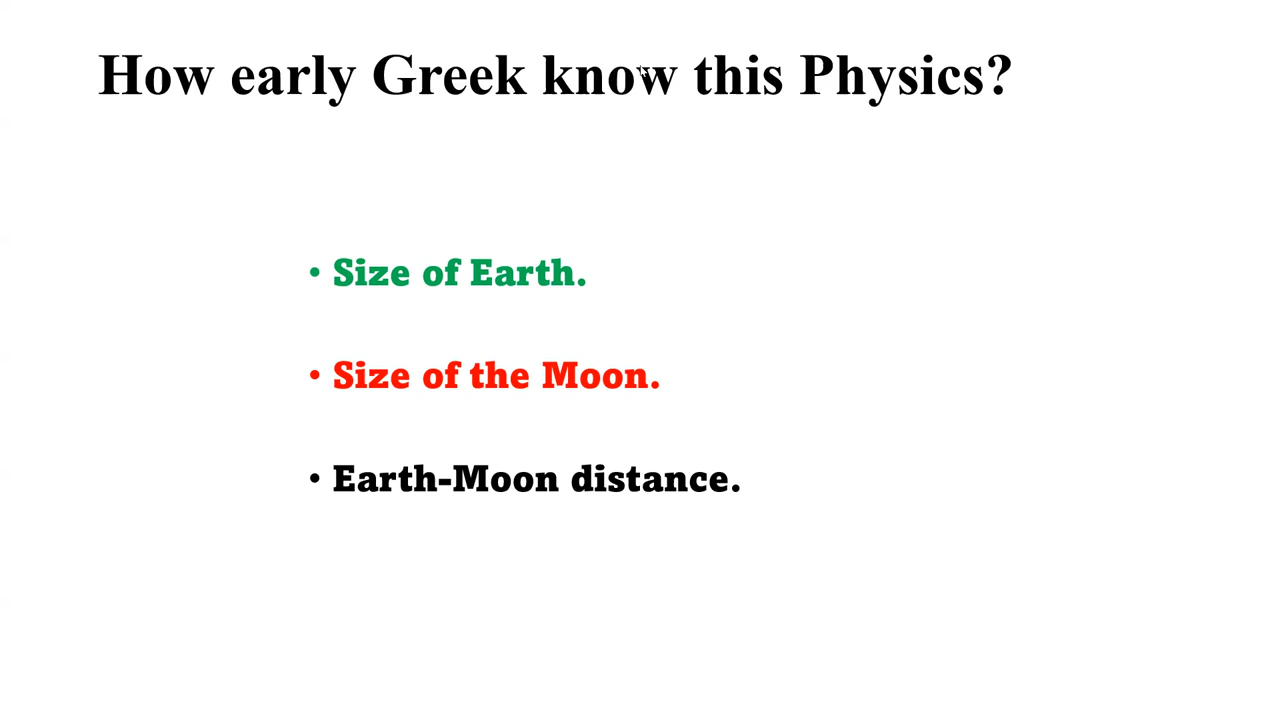 How early Greek know this Physics?
• Size of Earth.
• Size of the Moon.
• Earth-Moon distance.